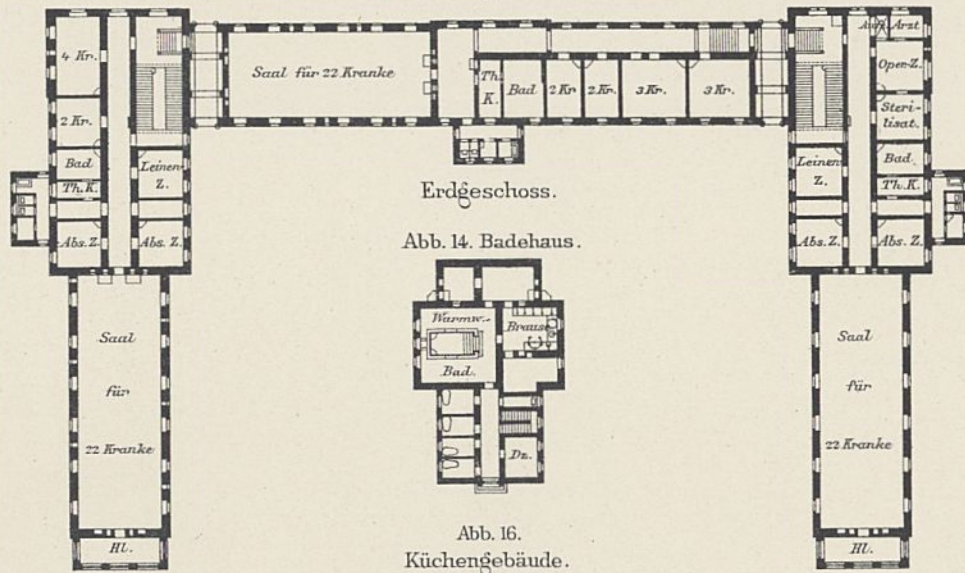 4 Kr.
2 Kr.
Bad
Th. K.
Abs. Z.
Leinen-
Z.
Abs. Z.
Saal
für
22 Kranke
Hl.
Saal für 22 Kranke
Th.
K.
Bad
2 Kr.
2 Kr.
3 Kr.
3 Kr.
Erdgeschoss.
Abb. 14. Badehaus.
Warmw.-
Bad.
Brause
Dz.
Abb. 16.
Küchengebäude.
Aufz.
Arzt
Oper. Z.
Steri-
lisat.
Bad
Th. K.
Leinen-
Z.
Abs. Z.
Abs. Z.
Saal
für
22 Kranke
Hl.